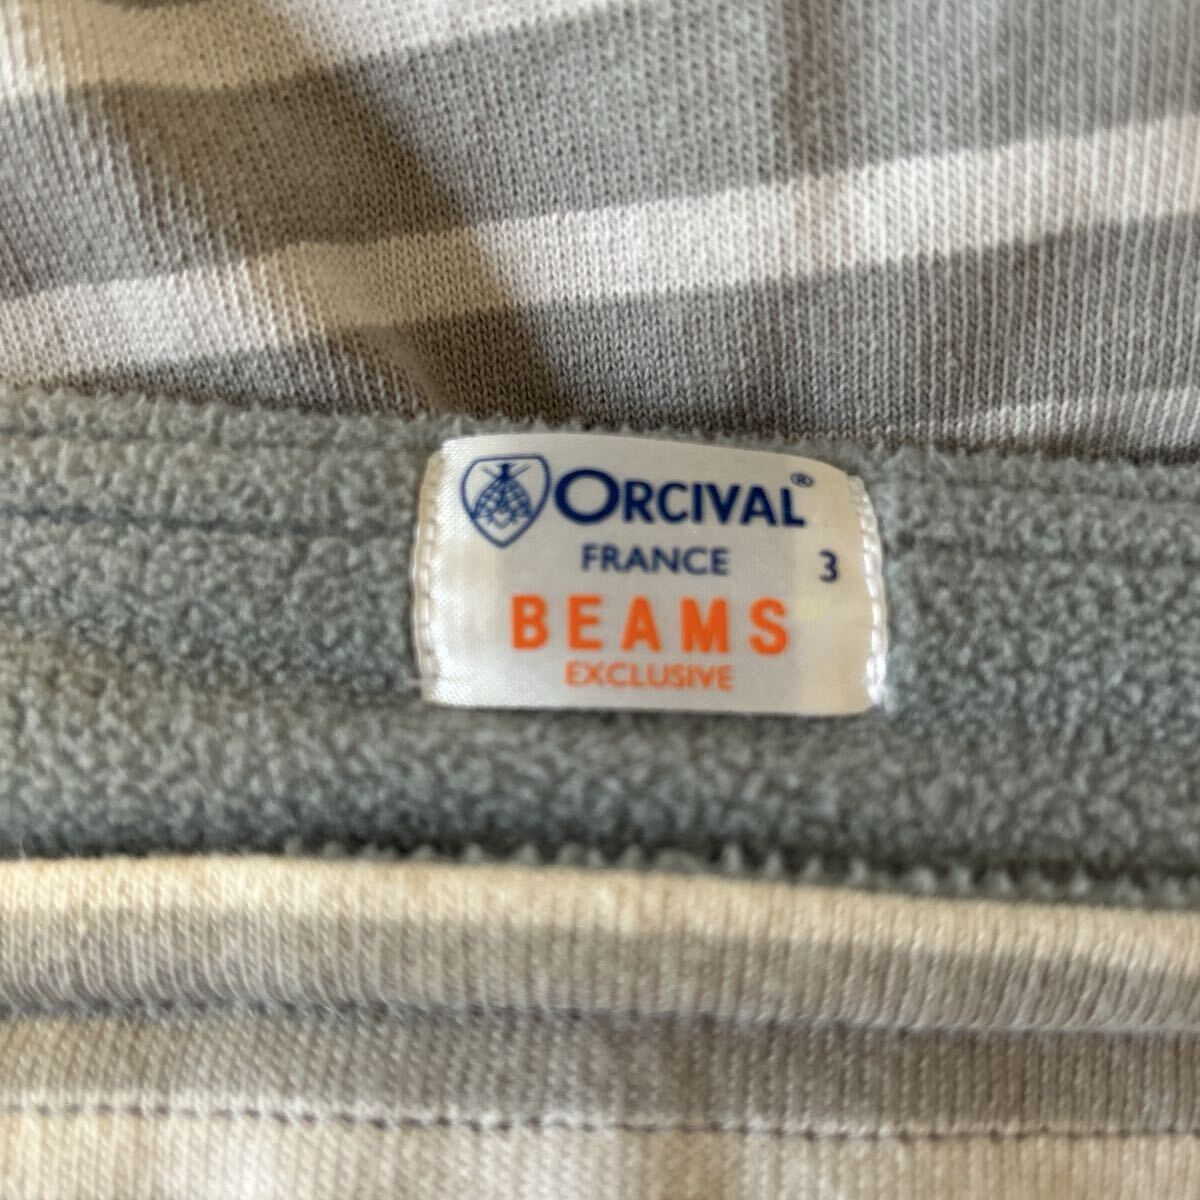 ORCIVAL®
FRANCE 3
BEAMS
EXCLUSIVE